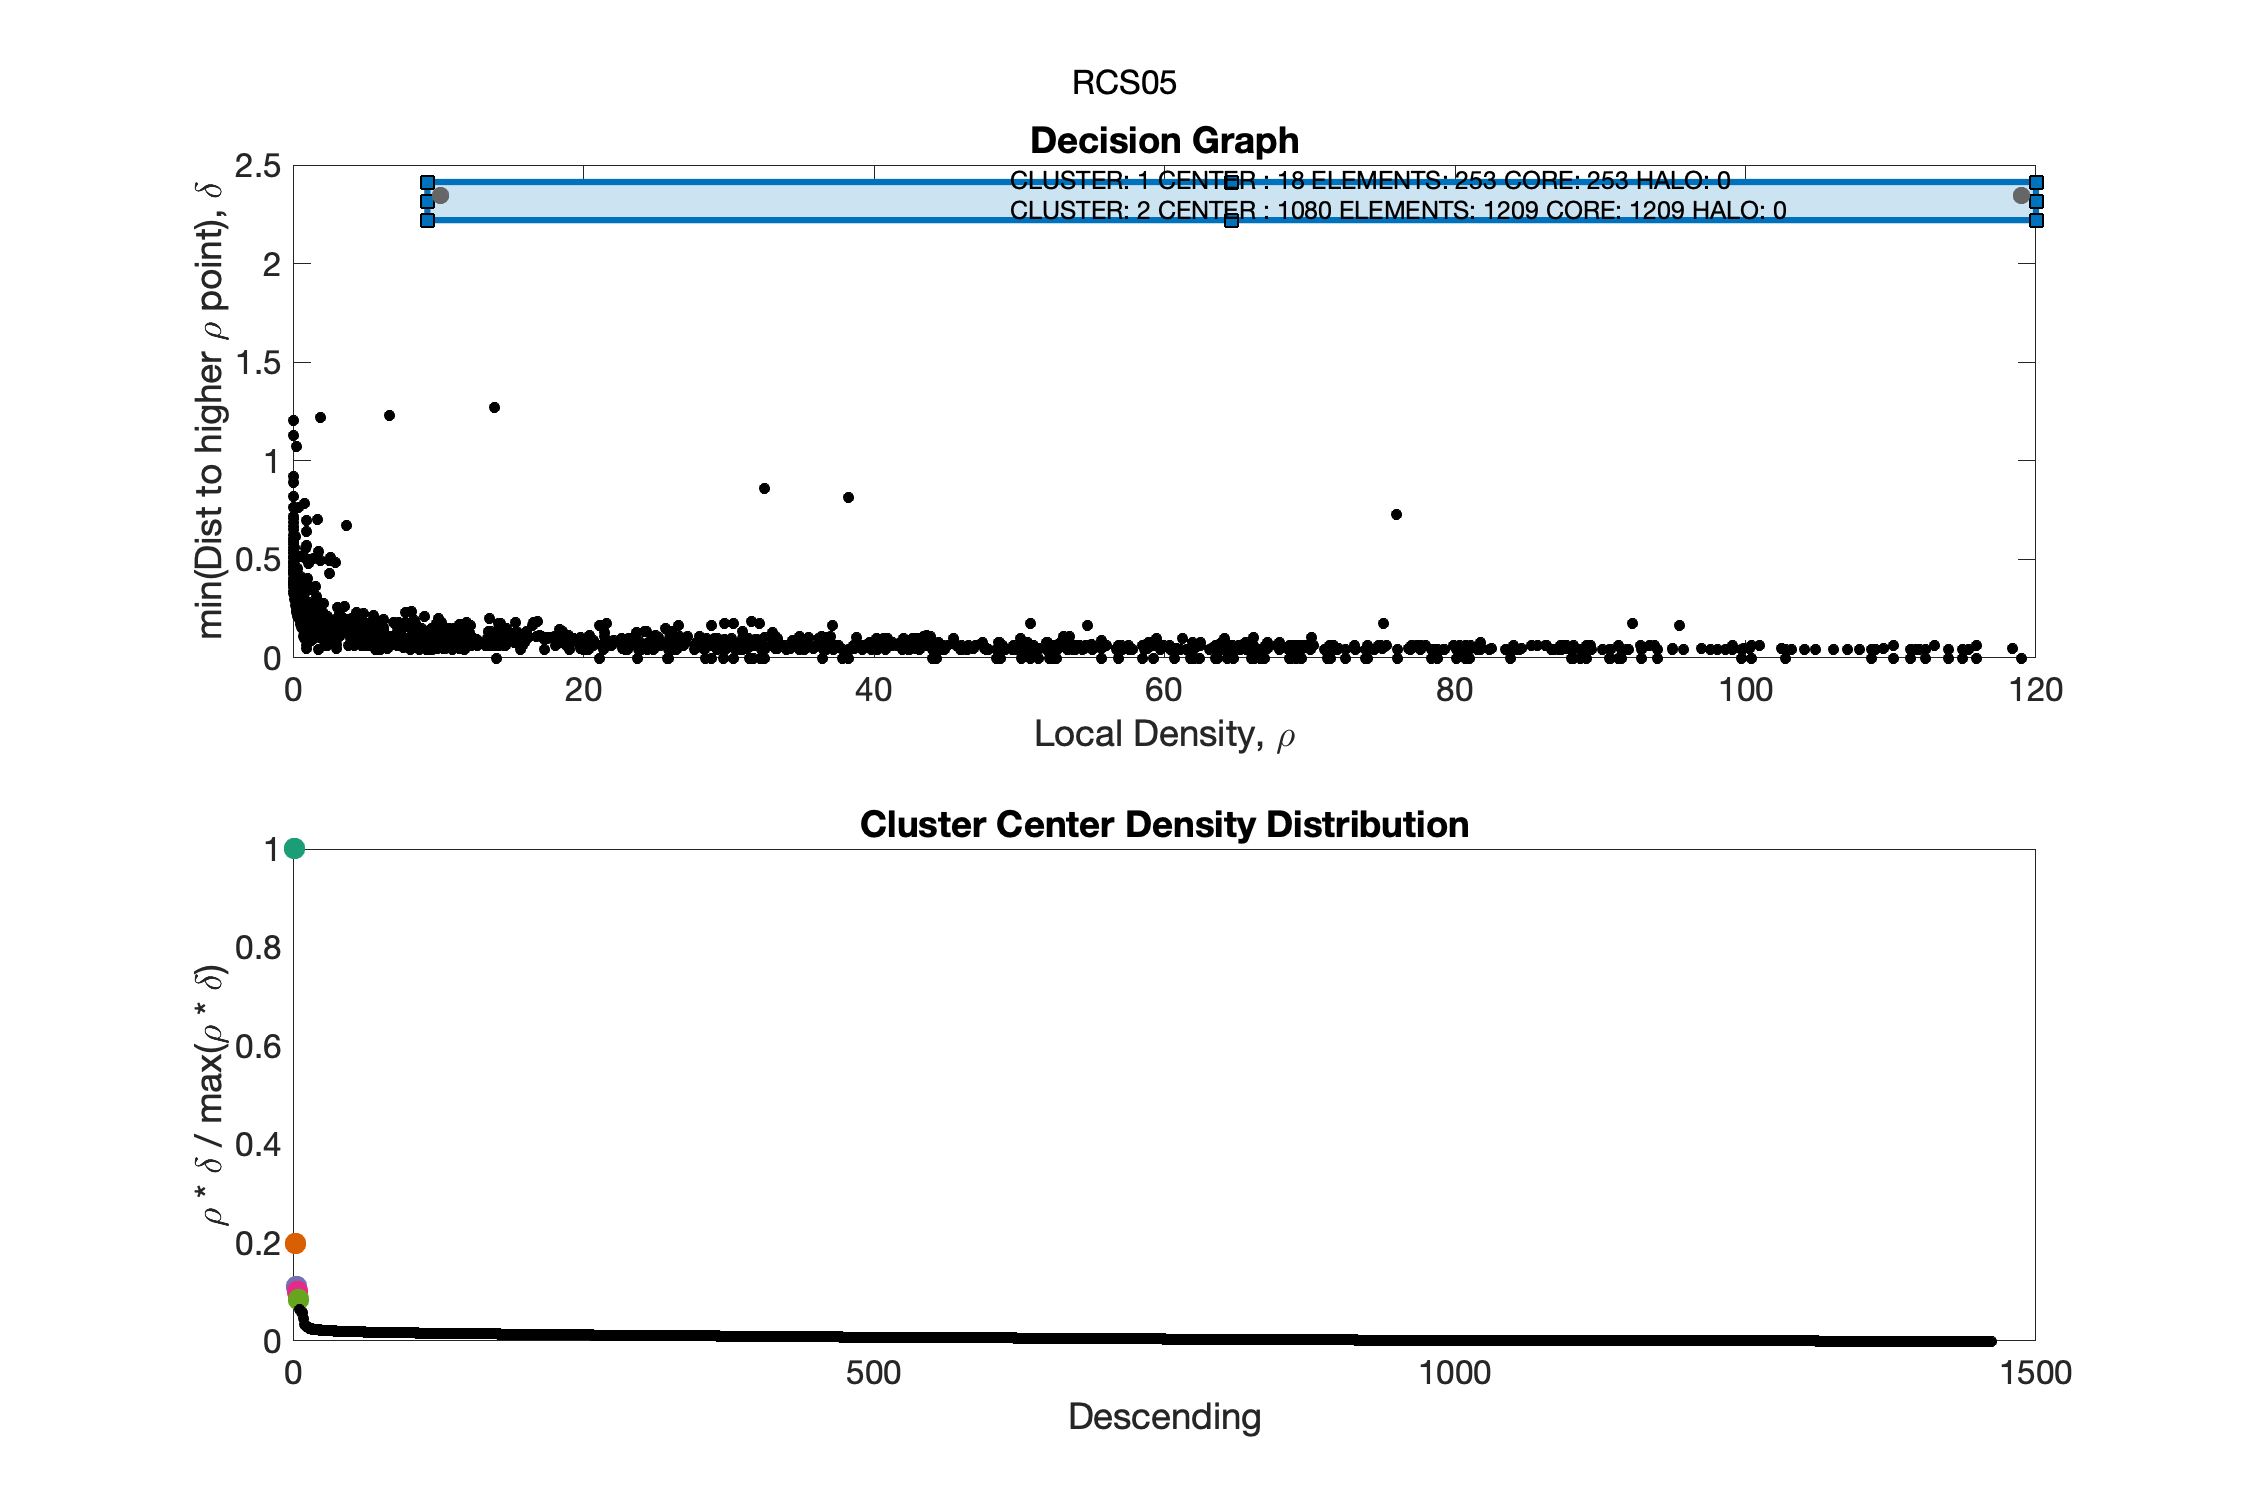 RCS05
Decision Graph
2.5
2
1.5
1
0.5
0
min(Dist to higher ρ point), δ
CLUSTER: 1 CENTER : 18 ELEMENTS: 253 CORE: 253 HALO: 0
CLUSTER: 2 CENTER : 1080 ELEMENTS: 1209 CORE: 1209 HALO: 0
0 20 40 60 80 100 120
Local Density, ρ
Cluster Center Density Distribution
1
0.8
0.6
0.4
0.2
0
ρ * δ / max(ρ * δ)
0 500 1000 1500
Descending